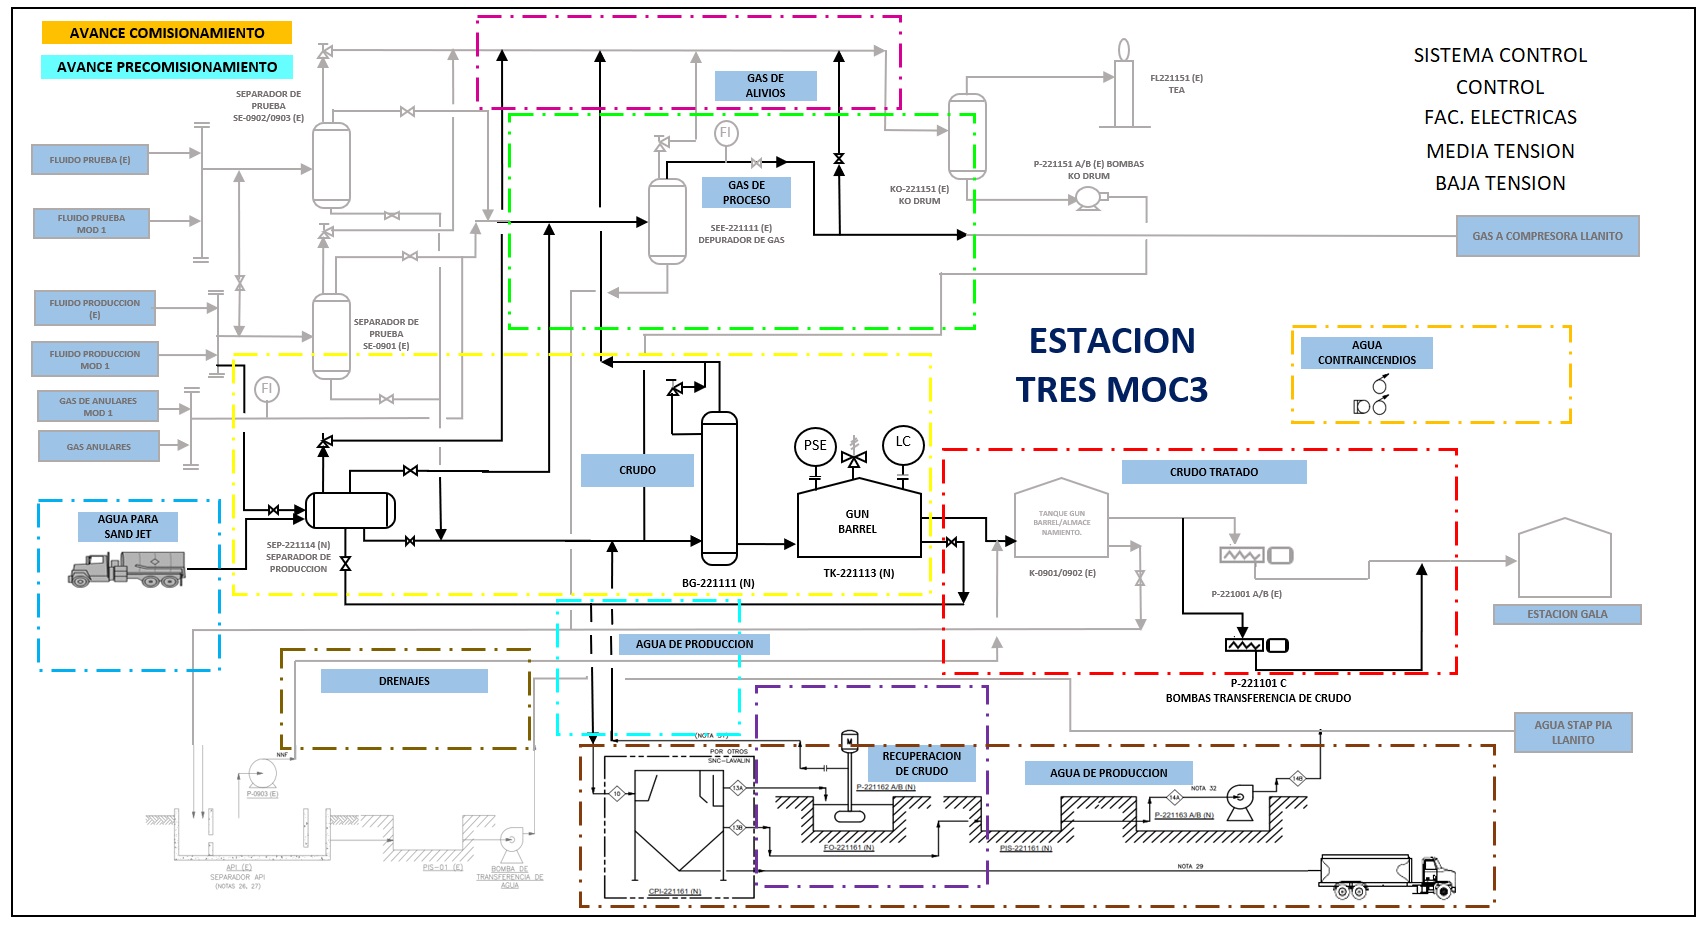 AVANCE COMISIONAMIENTO
AVANCE PRECOMISIONAMIENTO
SEPARADOR DE
PRUEBA
SE-0902/0903 (E)
FLUIDO PRUEBA (E)
FLUIDO PRUEBA
MOD 1
FLUIDO PRODUCCION
(E)
FLUIDO PRODUCCION
MOD 1
GAS DE ANULARES
MOD 1
GAS ANULARES
FI
SEPARADOR DE
PRUEBA
SE-0901 (E)
GAS DE
ALIVIOS
FI
GAS DE
PROCESO
SEE-221111 (E)
DEPURADOR DE GAS
KO-221151 (E)
KO DRUM
FL221151 (E)
TEA
P-221151 A/B (E) BOMBAS
KO DRUM
SISTEMA CONTROL
CONTROL
FAC. ELECTRICAS
MEDIA TENSION
BAJA TENSION
GAS A COMPRESORA LLANITO
ESTACION
TRES MOC3
AGUA
CONTRAINCENDIOS
AGUA PARA
SAND JET
SEP-221114 (N)
SEPARADOR DE
PRODUCCION
CRUDO
BG-221111 (N)
PSE
LC
GUN
BARREL
TK-221113 (N)
CRUDO TRATADO
TANQUE GUN
BARREL/ALMACE
NAMIENTO.
K-0901/0902 (E)
P-221001 A/B (E)
P-221101 C
BOMBAS TRANSFERENCIA DE CRUDO
ESTACION GALA
AGUA DE PRODUCCION
DRENAJES
AGUA STAP PIA
LLANITO
NNF
P-0903 (E)
API (E)
SEPARADOR API
(NOTAS 26, 27)
PIS-01 (E)
BOMBA DE
TRANSFERENCIA DE
AGUA
POR OTROS
SNC-LAVALIN
10
13A
13B
CPI-221161 (N)
M
RECUPERACION
DE CRUDO
P-221162 A/B (N)
FO-221161 (N)
PIS-221161 (N)
AGUA DE PRODUCCION
14A
NOTA 32
14B
P-221163 A/B (N)
NOTA 29